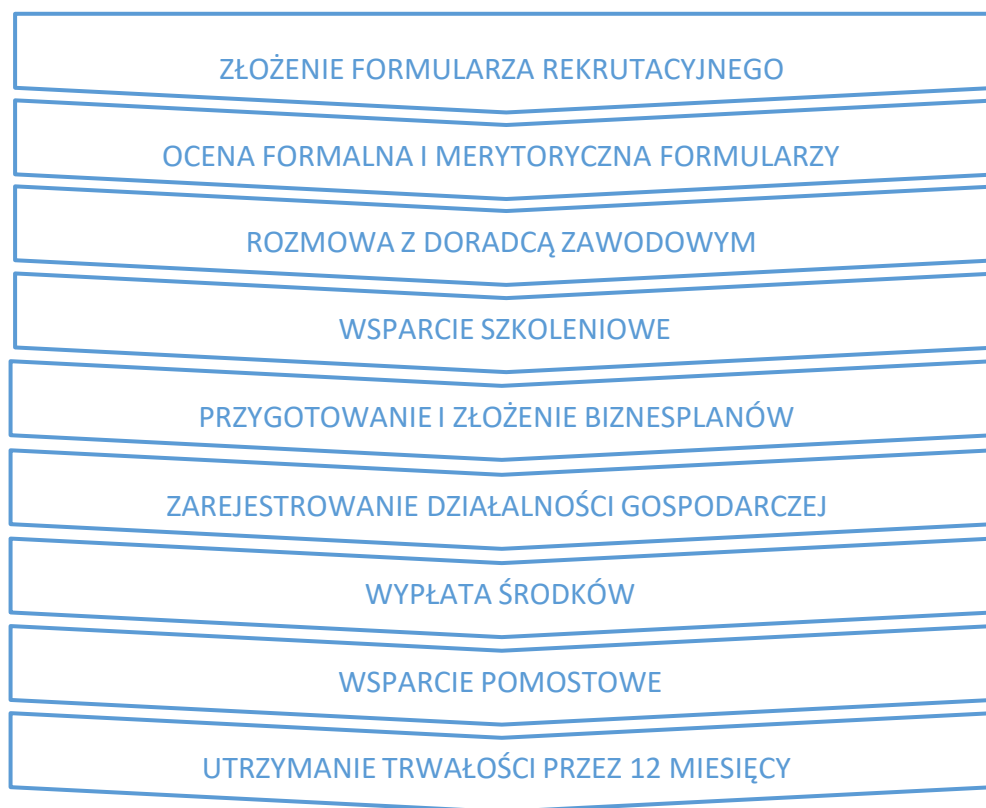 ZŁOŻENIE FORMULARZA REKRUTACYJNEGO
OCENA FORMALNA I MERYTORYCZNA FORMULARZY
ROZMOWA Z DORADCĄ ZAWODOWYM
WSPARCIE SZKOLENIOWE
PRZYGOTOWANIE I ZŁOŻENIE BIZNESPLANÓW
ZAREJESTROWANIE DZIAŁALNOŚCI GOSPODARCZEJ
WYPŁATA ŚRODKÓW
WSPARCIE POMOSTOWE
UTRZYMANIE TRWAŁOŚCI PRZEZ 12 MIESIĘCY